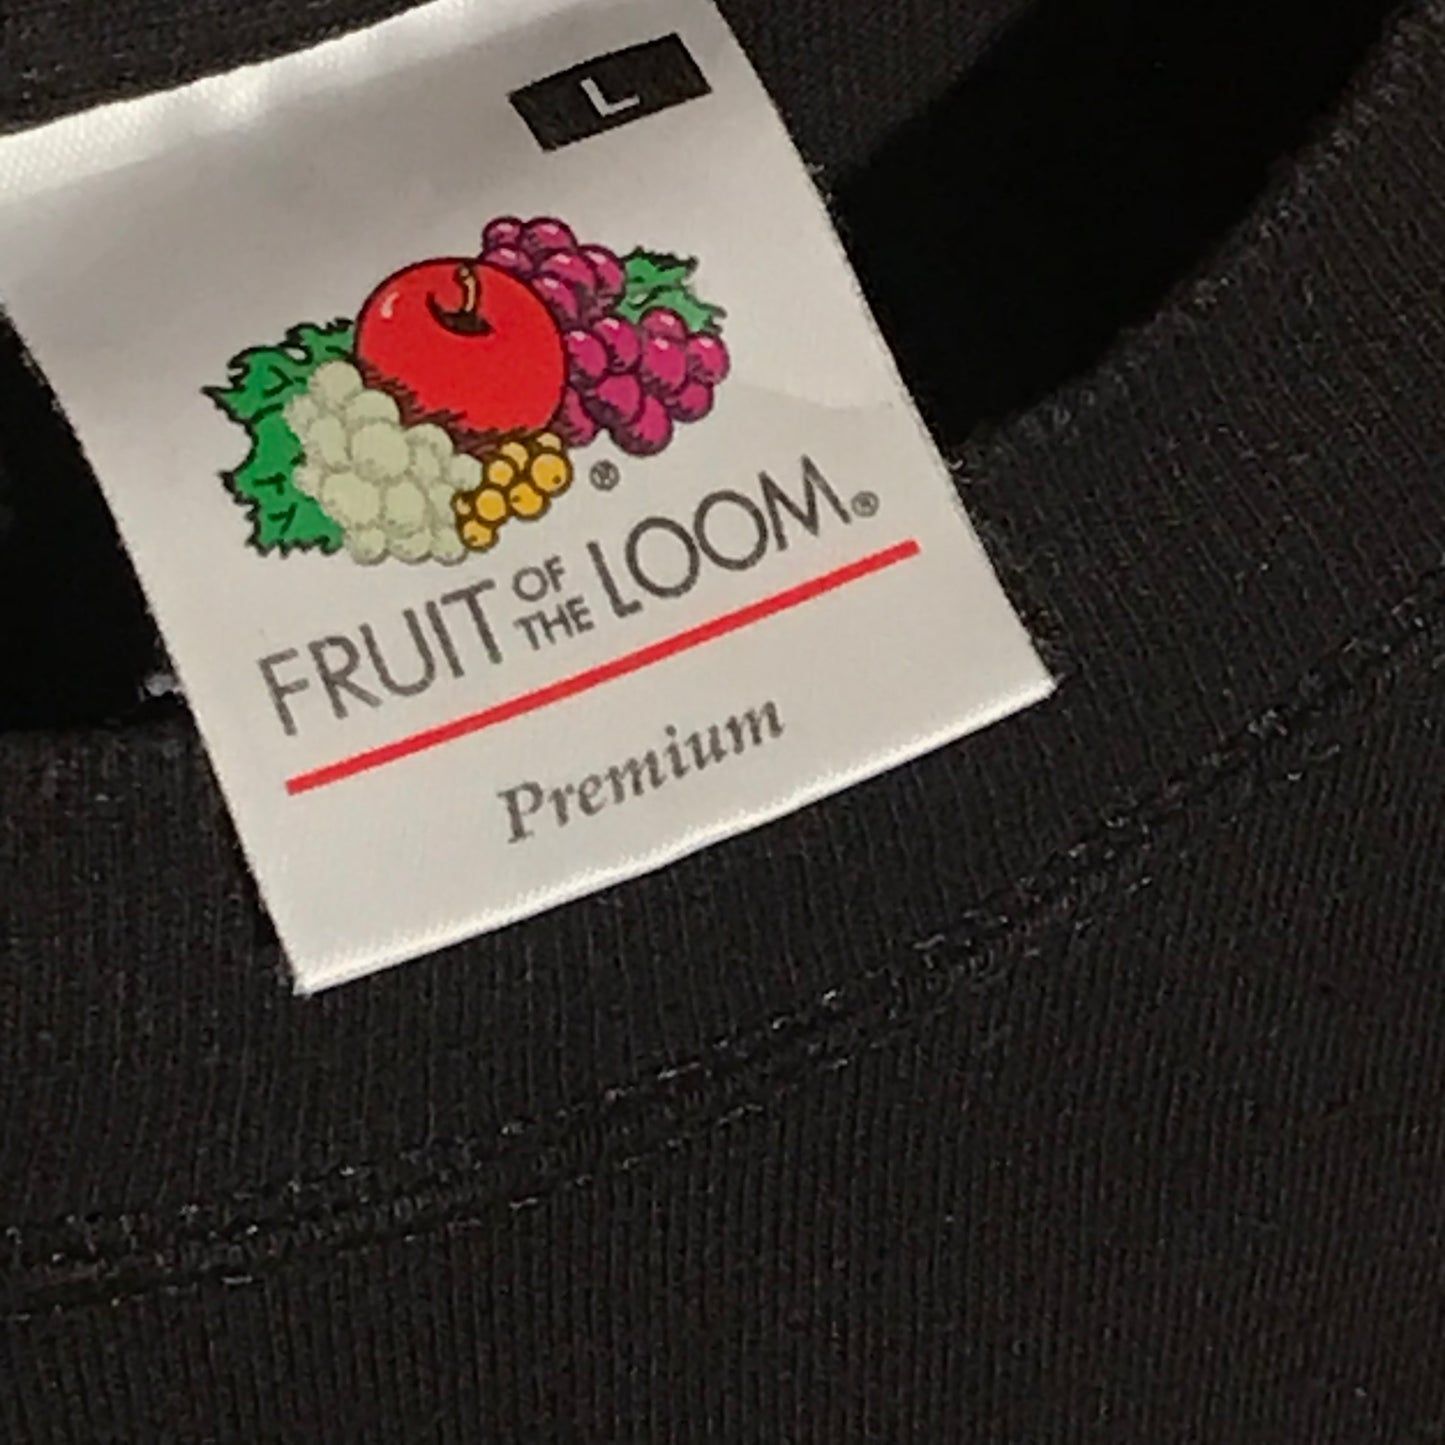 L
®
FRUIT OF THE LOOM®
Premium